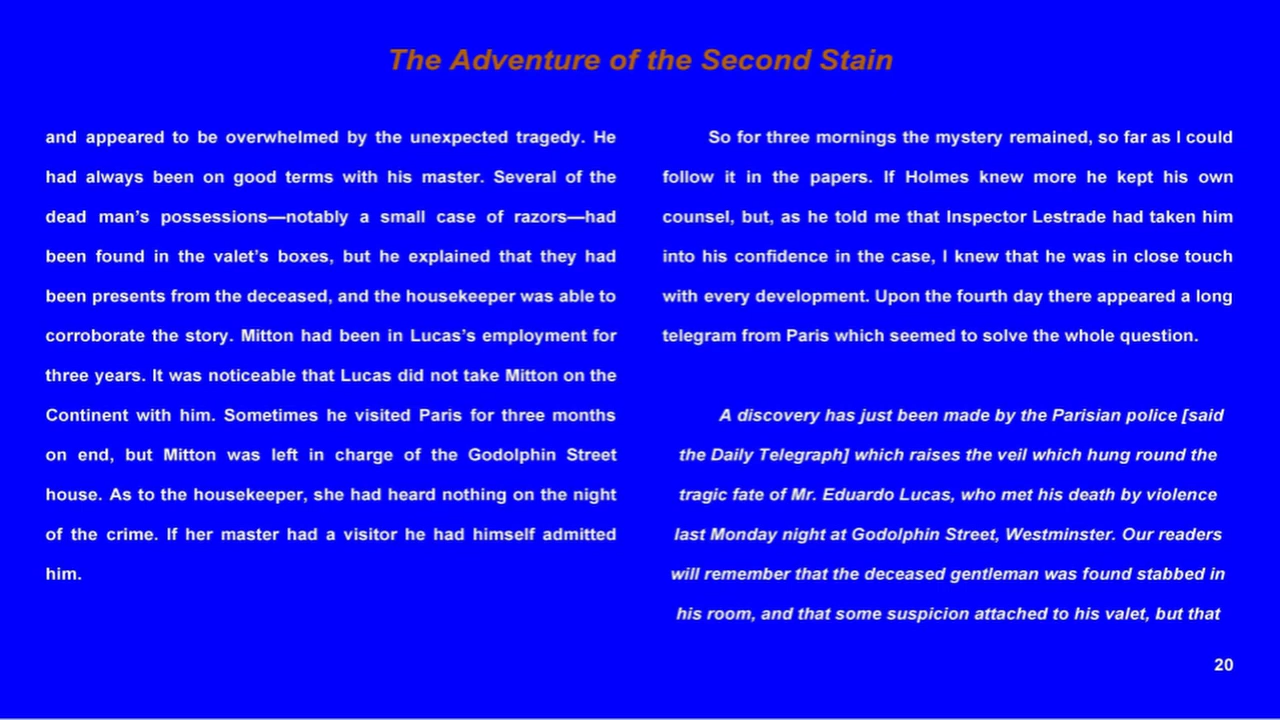 The Adventure of the Second Stain
and appeared to be overwhelmed by the unexpected tragedy. He
had always been on good terms with his master. Several of the
dead man’s possessions—notably a small case of razors—had
been found in the valet’s boxes, but he explained that they had
been presents from the deceased, and the housekeeper was able to
corroborate the story. Mitton had been in Lucas’s employment for
three years. It was noticeable that Lucas did not take Mitton on the
Continent with him. Sometimes he visited Paris for three months
on end, but Mitton was left in charge of the Godolphin Street
house. As to the housekeeper, she had heard nothing on the night
of the crime. If her master had a visitor he had himself admitted
him.
So for three mornings the mystery remained, so far as I could
follow it in the papers. If Holmes knew more he kept his own
counsel, but, as he told me that Inspector Lestrade had taken him
into his confidence in the case, I knew that he was in close touch
with every development. Upon the fourth day there appeared a long
telegram from Paris which seemed to solve the whole question.
A discovery has just been made by the Parisian police [said
the Daily Telegraph] which raises the veil which hung round the
tragic fate of Mr. Eduardo Lucas, who met his death by violence
last Monday night at Godolphin Street, Westminster. Our readers
will remember that the deceased gentleman was found stabbed in
his room, and that some suspicion attached to his valet, but that
20